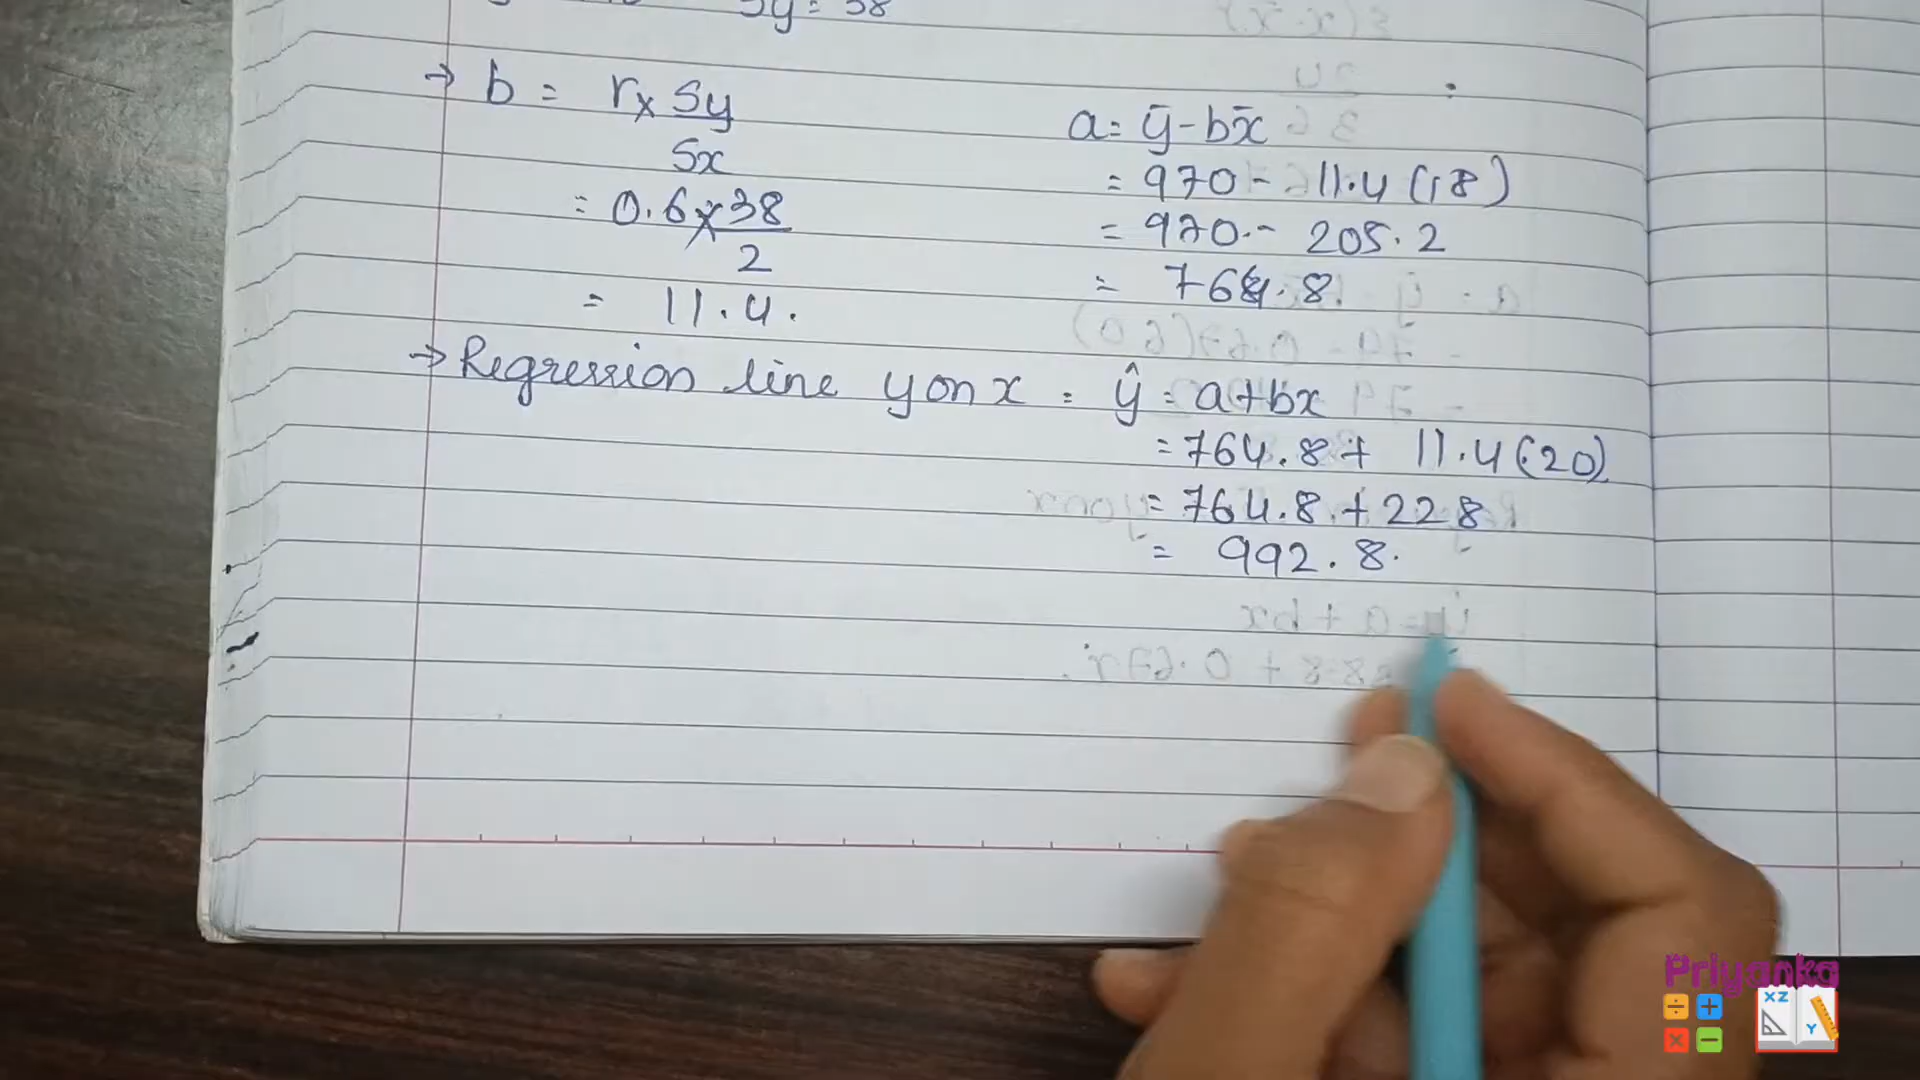 Sy = 38
→ b = r x Sy
Sx
= 0.6 x 38
2
= 11.4.
a = ȳ - bx̄
= 970 - 11.4 (18)
= 970 - 205.2
= 764.8.
→ Regression line y on x = ŷ = a + bx
= 764.8 + 11.4 (20)
= 764.8 + 228
= 992.8.
Priyanka
XZ
Y